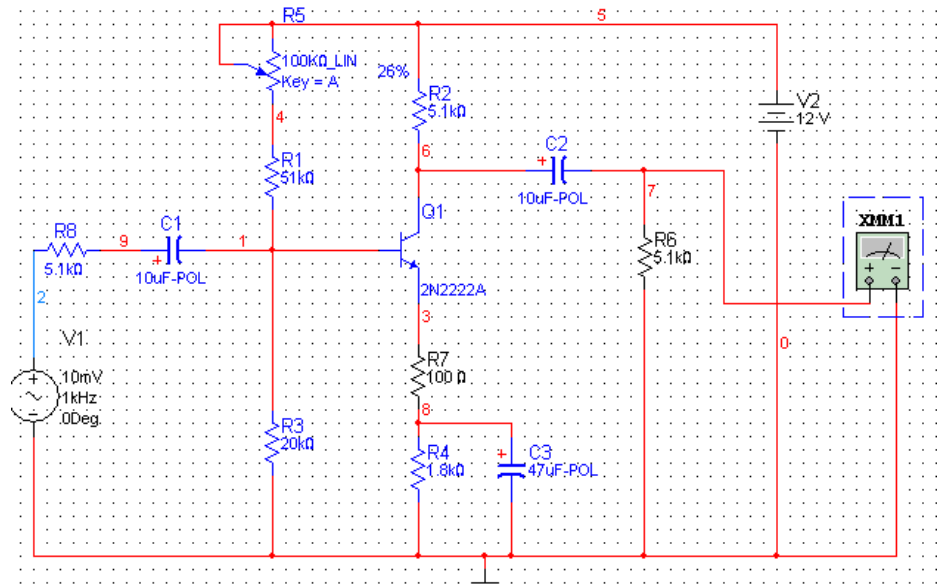 R5
5
100KΩ_LIN
Key = A
26%
R2
5.1kΩ
V2
12 V
4
R1
51kΩ
6
C2
+
10uF-POL
7
Q1
XMM1
+ −
R8
5.1kΩ
9
C1
+
10uF-POL
1
R6
5.1kΩ
2N2222A
2
3
0
V1
R7
100 Ω
10mV
1kHz
0Deg
+
−
8
R3
20kΩ
R4
1.8kΩ
+
C3
47uF-POL